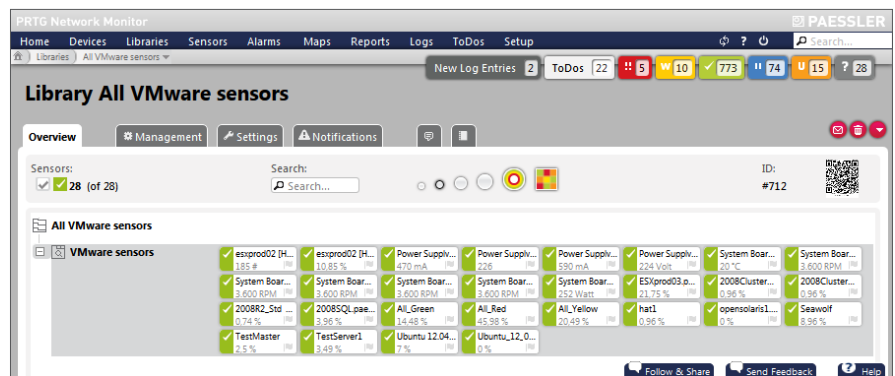 PRTG Network Monitor
PAESSLER
Home Devices Libraries Sensors Alarms Maps Reports Logs ToDos Setup ? Search...
Libraries All VMware sensors
New Log Entries 2 ToDos 22 !! 5 W 10 773 II 74 U 15 ? 28
Library All VMware sensors
Overview Management Settings Notifications
Sensors: Search: ID:
28 (of 28) Search... #712
All VMware sensors
VMware sensors
esxprod02 [H... esxprod02 [H... Power Supply... Power Supply... Power Supply... Power Supply... System Boar... System Boar...
185 # 10,85 % 470 mA 226 590 mA 224 Volt 20 °C 3.600 RPM
System Boar... System Boar... System Boar... System Boar... System Boar... ESXprod03.p... 2008Cluster... 2008Cluster...
3.600 RPM 3.600 RPM 3.600 RPM 3.600 RPM 252 Watt 21,75 % 0,96 % 0,96 %
2008R2_Std ... 2008SQL.pae... All_Green All_Red All_Yellow hat1 opensolaris1.... Seawolf
0,74 % 3,96 % 14,48 % 45,98 % 20,49 % 0,96 % 0 % 8,96 %
TestMaster TestServer1 Ubuntu 12.04... Ubuntu_12_0...
2,5 % 3,49 % 7 % 0 %
Follow & Share Send Feedback ? Help